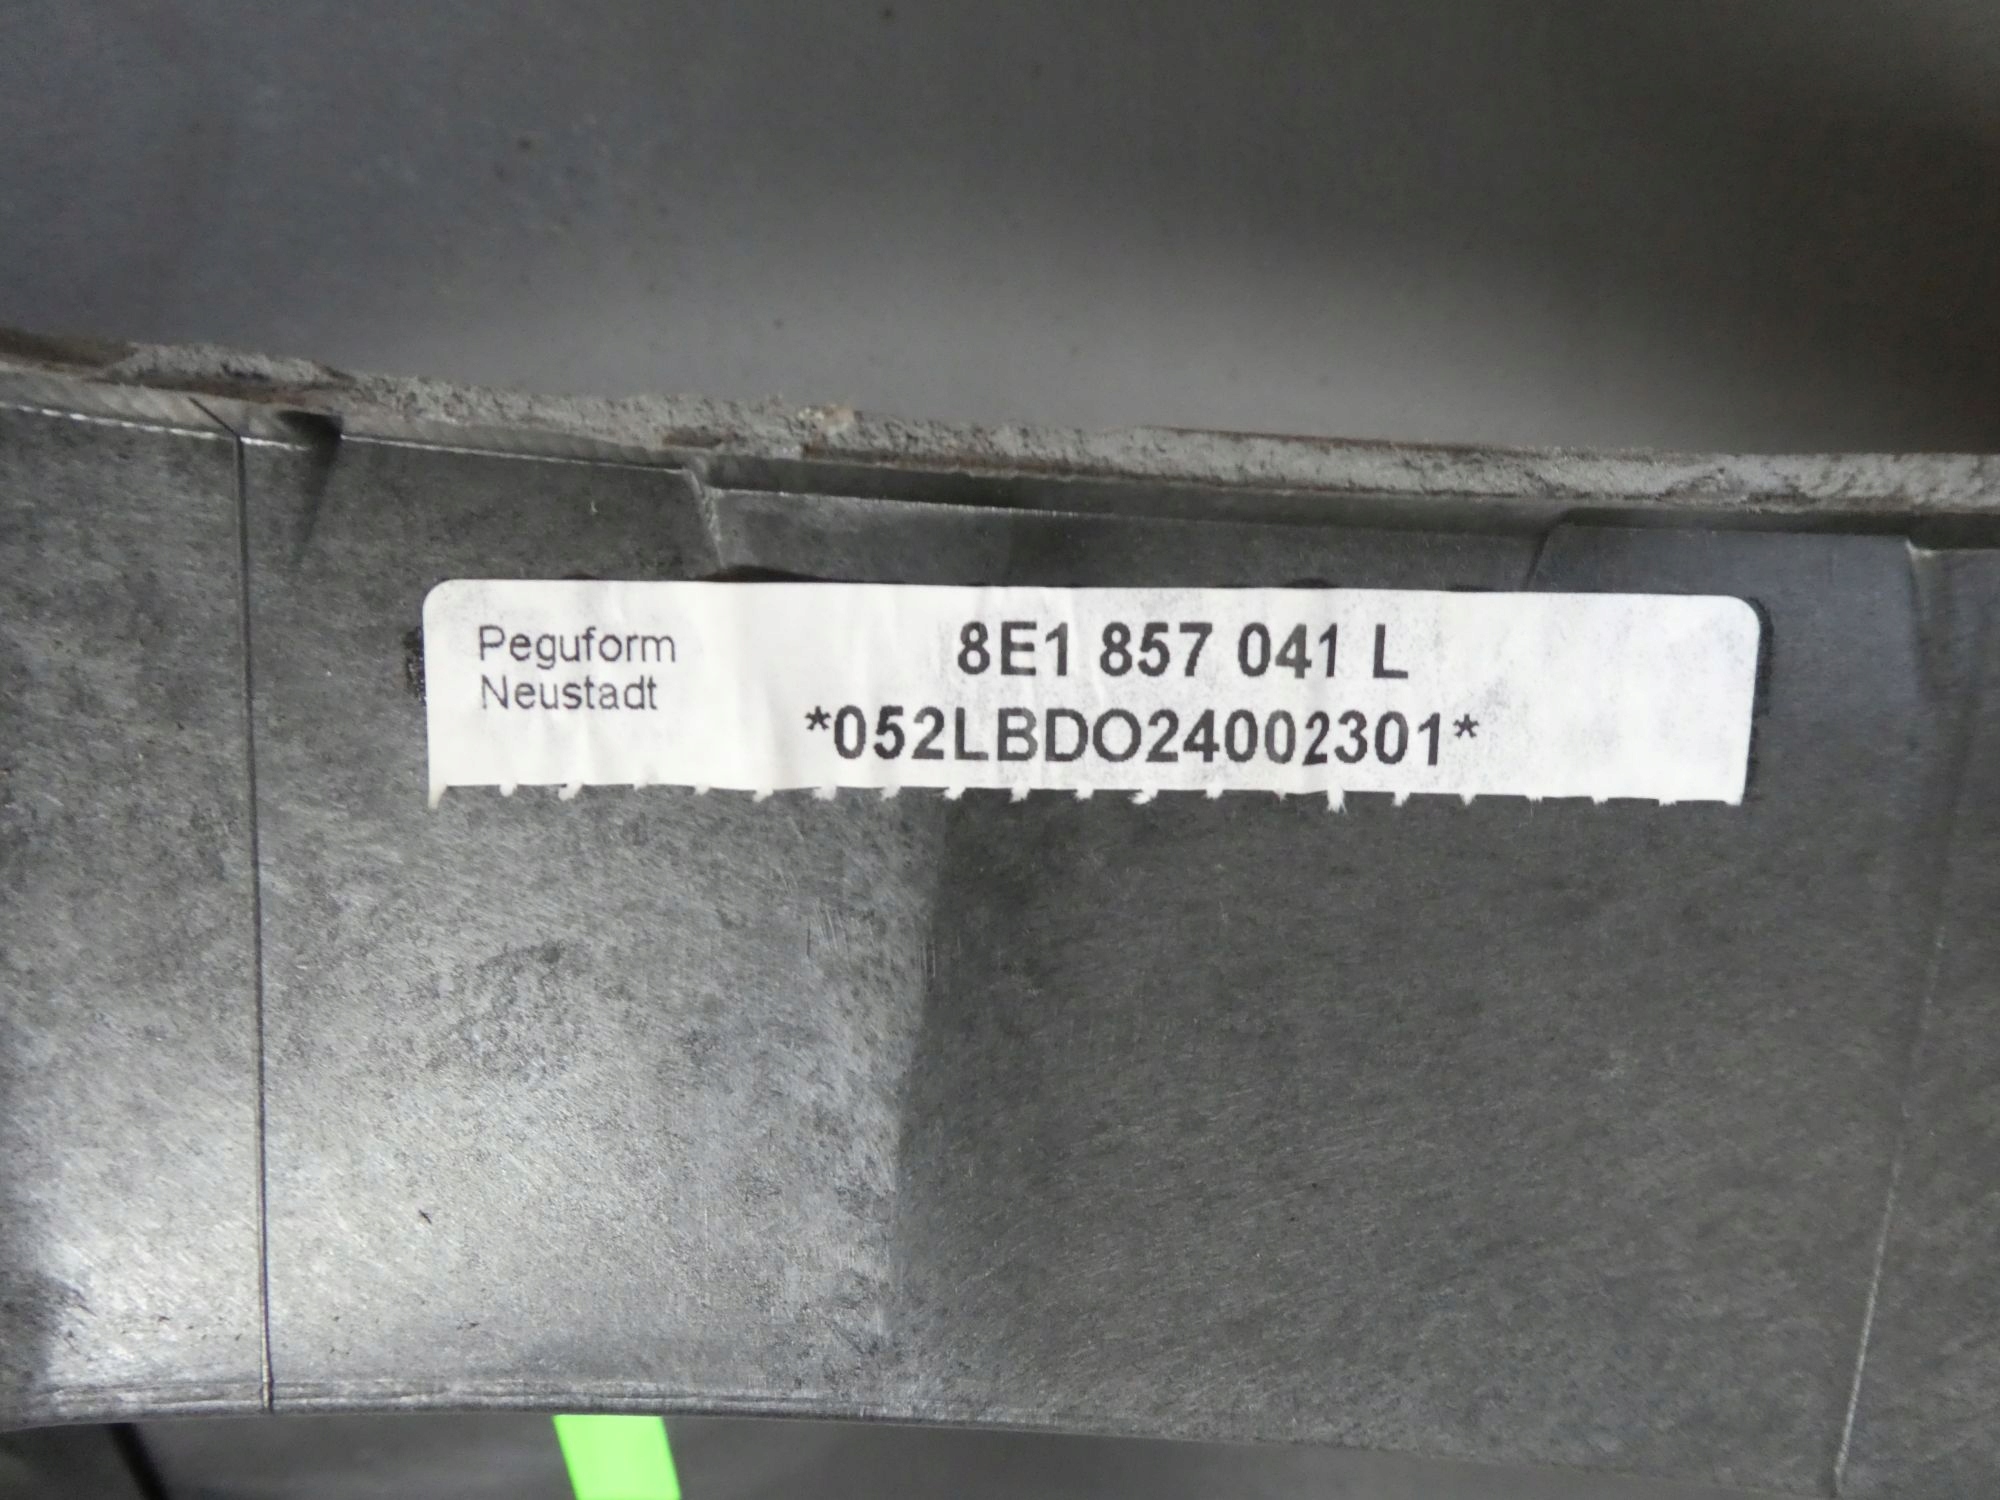 Peguform
Neustadt
8E1 857 041 L
*052LBDO24002301*